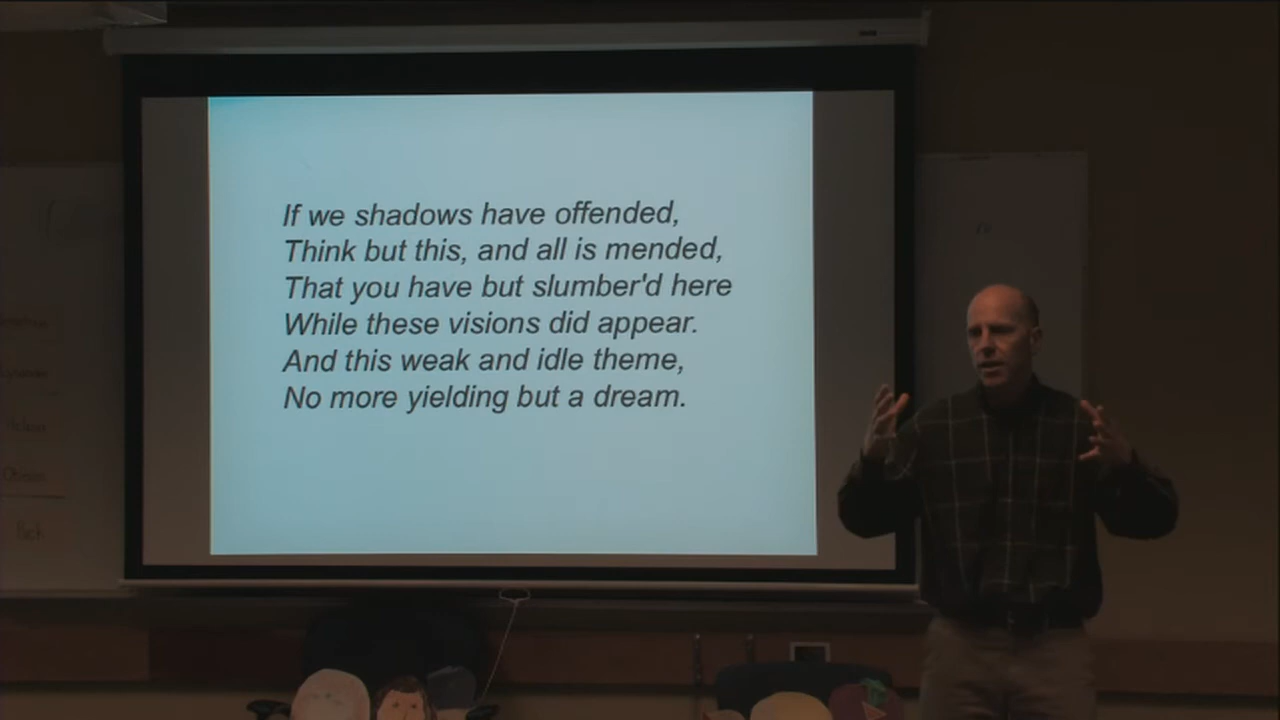 If we shadows have offended,
Think but this, and all is mended,
That you have but slumber'd here
While these visions did appear.
And this weak and idle theme,
No more yielding but a dream.